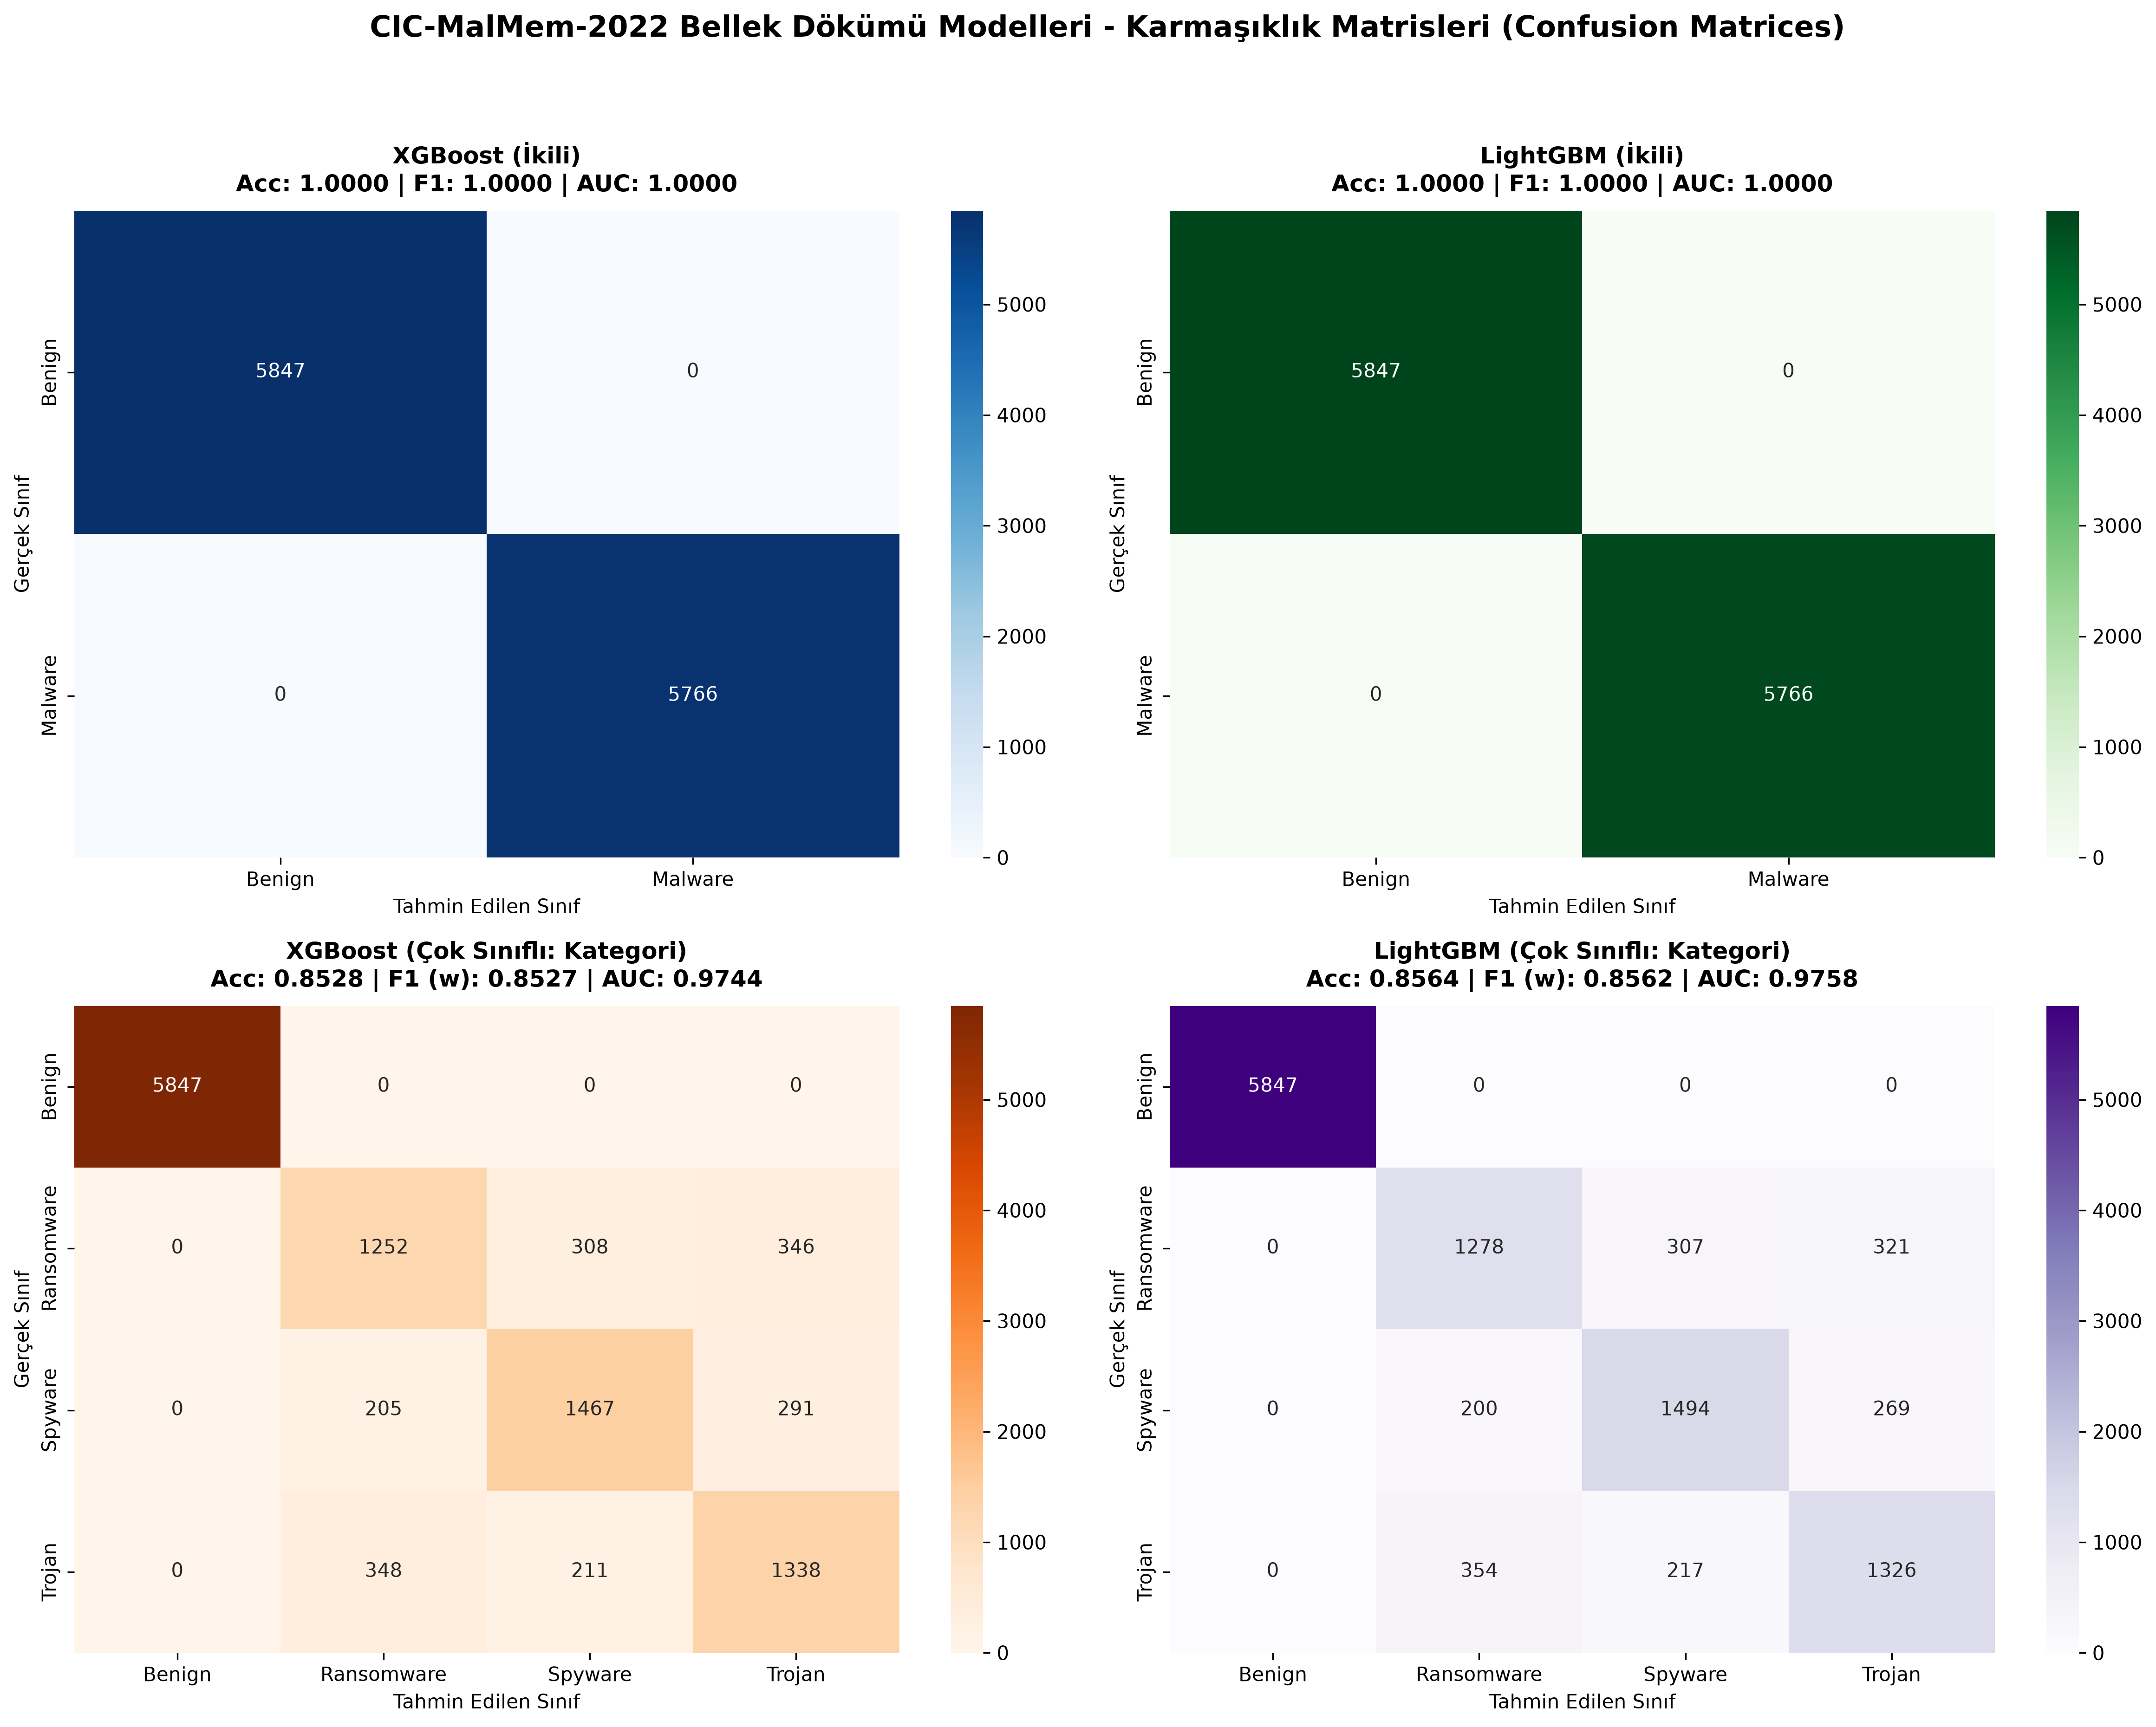 CIC-MalMem-2022 Bellek Dökümü Modelleri - Karmaşıklık Matrisleri (Confusion Matrices)
XGBoost (İkili)
Acc: 1.0000 | F1: 1.0000 | AUC: 1.0000
Gerçek Sınıf
Benign
5847
0
Malware
0
5766
Benign
Malware
Tahmin Edilen Sınıf
5000
4000
3000
2000
1000
0
LightGBM (İkili)
Acc: 1.0000 | F1: 1.0000 | AUC: 1.0000
Gerçek Sınıf
Benign
5847
0
Malware
0
5766
Benign
Malware
Tahmin Edilen Sınıf
5000
4000
3000
2000
1000
0
XGBoost (Çok Sınıflı: Kategori)
Acc: 0.8528 | F1 (w): 0.8527 | AUC: 0.9744
Gerçek Sınıf
Benign
5847
0
0
0
Ransomware
0
1252
308
346
Spyware
0
205
1467
291
Trojan
0
348
211
1338
Benign
Ransomware
Spyware
Trojan
Tahmin Edilen Sınıf
5000
4000
3000
2000
1000
0
LightGBM (Çok Sınıflı: Kategori)
Acc: 0.8564 | F1 (w): 0.8562 | AUC: 0.9758
Gerçek Sınıf
Benign
5847
0
0
0
Ransomware
0
1278
307
321
Spyware
0
200
1494
269
Trojan
0
354
217
1326
Benign
Ransomware
Spyware
Trojan
Tahmin Edilen Sınıf
5000
4000
3000
2000
1000
0